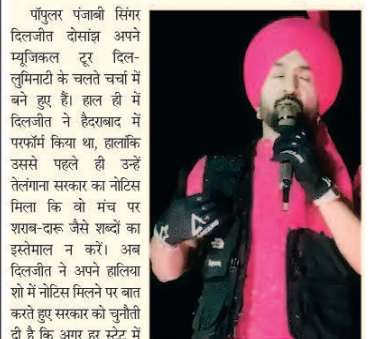 पॉपुलर पंजाबी सिंगर
दिलजीत दोसांझ अपने
म्यूजिकल टूर दिल-
लुमिनाटी के चलते चर्चा में
बने हुए हैं। हाल ही में
दिलजीत ने हैदराबाद में
परफॉर्म किया था, हालांकि
उससे पहले ही उन्हें
तेलंगाना सरकार का नोटिस
मिला कि वो मंच पर
शराब-दारू जैसे शब्दों का
इस्तेमाल न करें। अब
दिलजीत ने अपने हालिया
शो में नोटिस मिलने पर बात
करते हुए सरकार को चुनौती
दी है कि अगर हर स्टेट में